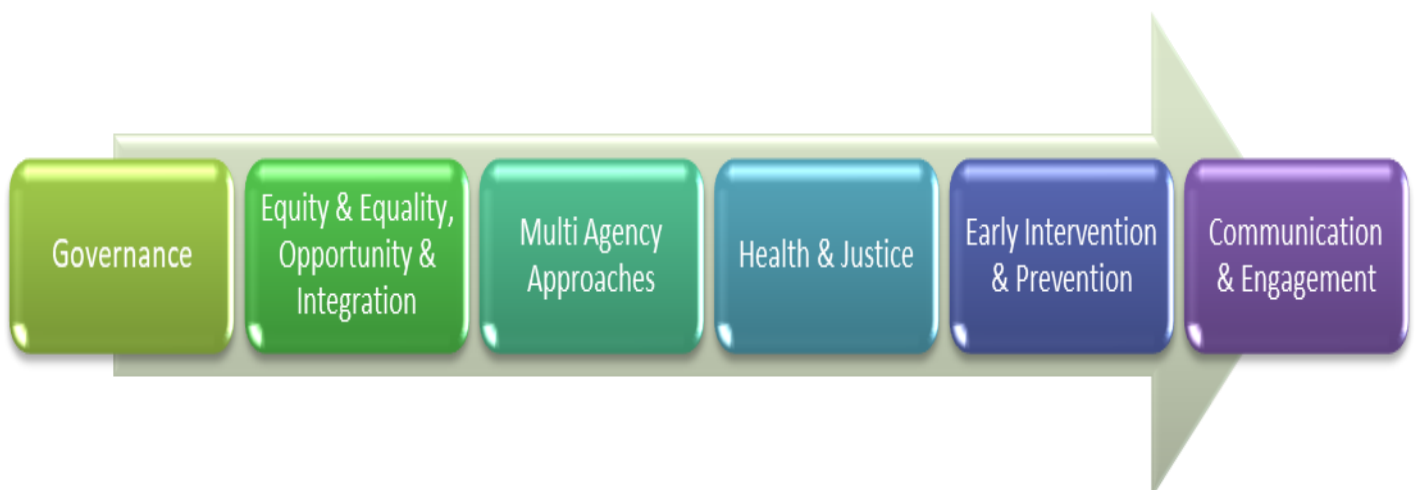 Governance
Equity & Equality,
Opportunity &
Integration
Multi Agency
Approaches
Health & Justice
Early Intervention
& Prevention
Communication
& Engagement